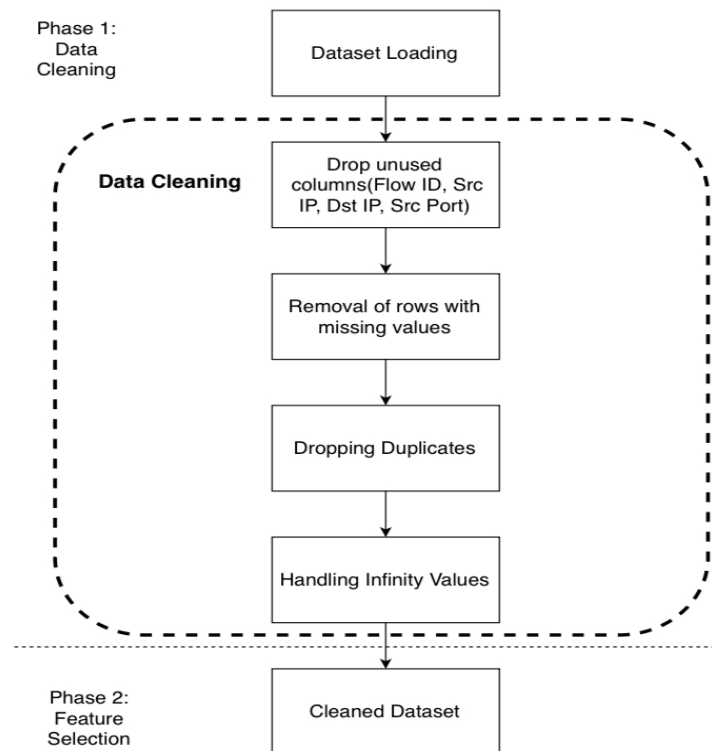 Phase 1:
Data
Cleaning
Dataset Loading
Data Cleaning
Drop unused
columns(Flow ID, Src
IP, Dst IP, Src Port)
Removal of rows with
missing values
Dropping Duplicates
Handling Infinity Values
Phase 2:
Feature
Selection
Cleaned Dataset